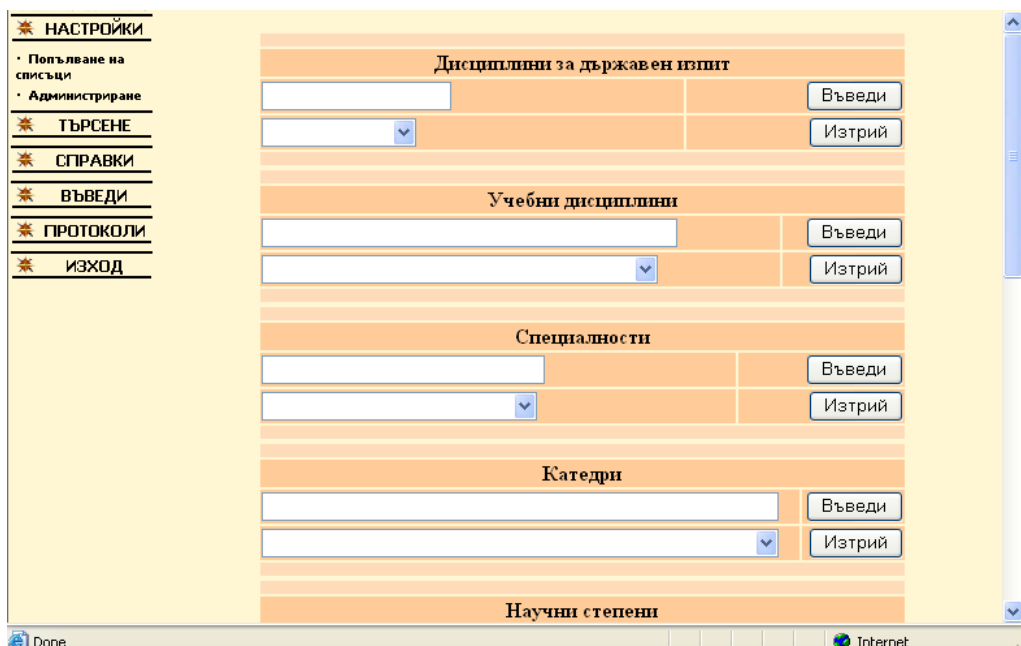 НАСТРОЙКИ
· Попълване на
списъци
· Администриране
ТЪРСЕНЕ
СПРАВКИ
ВЪВЕДИ
ПРОТОКОЛИ
ИЗХОД
Дисциплини за държавен изпит
Въведи
Изтрий
Учебни дисциплини
Въведи
Изтрий
Специалности
Въведи
Изтрий
Катедри
Въведи
Изтрий
Научни степени
Done
Internet